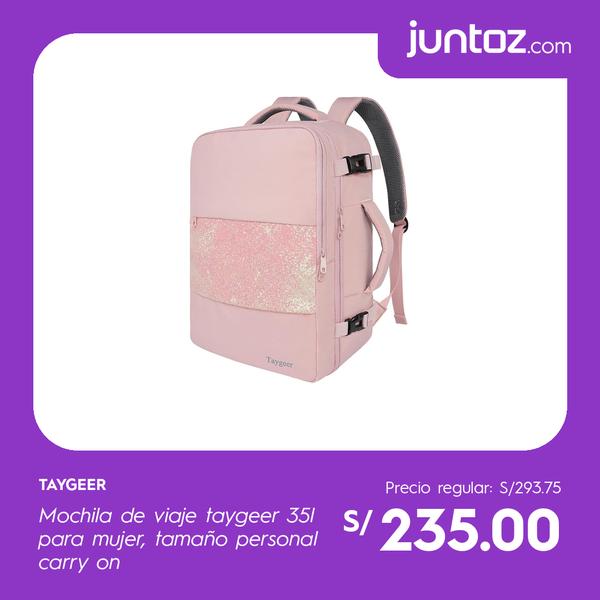 juntoz.com
Taygeer
TAYGEER
Mochila de viaje taygeer 35l
para mujer, tamaño personal
carry on
Precio regular: S/293.75
S/235.00